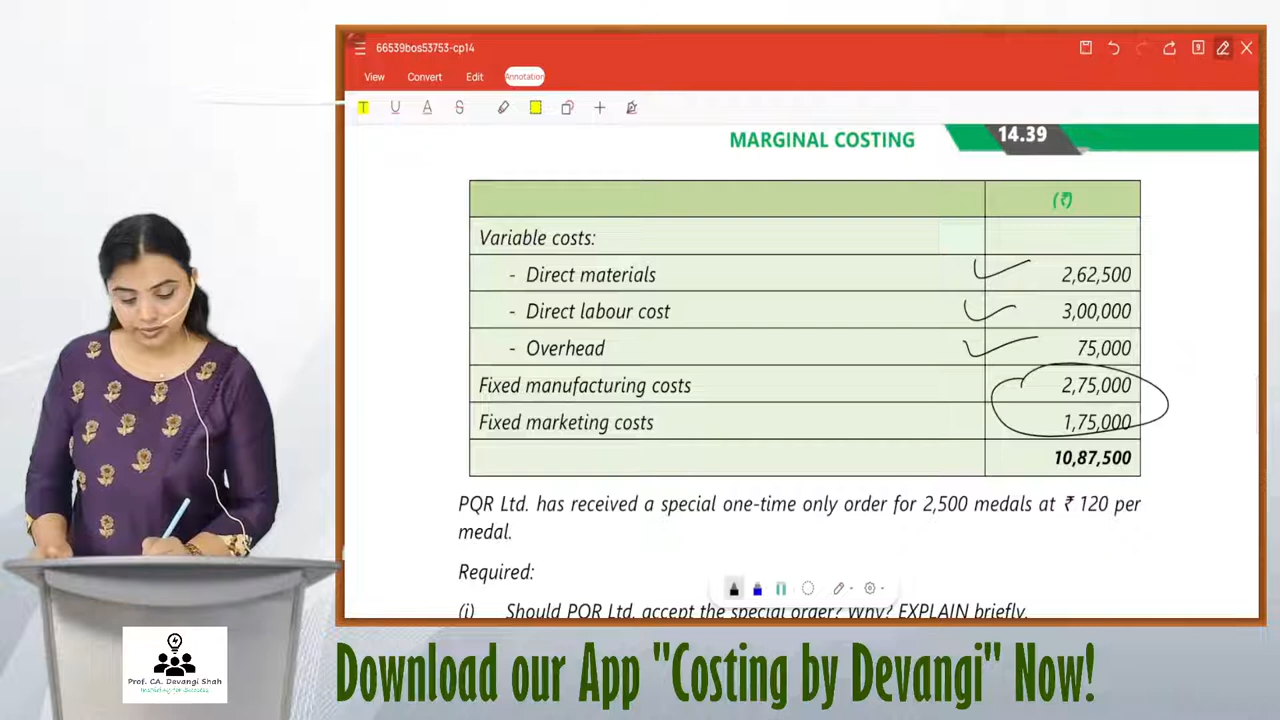 66539bos53753-cp14
View Convert Edit Annotation
T U A S
MARGINAL COSTING 14.39
(₹)
Variable costs:
- Direct materials 2,62,500
- Direct labour cost 3,00,000
- Overhead 75,000
Fixed manufacturing costs 2,75,000
Fixed marketing costs 1,75,000
10,87,500
PQR Ltd. has received a special one-time only order for 2,500 medals at ₹ 120 per
medal.
Required:
(i) Should PQR Ltd. accept the special order? Why? EXPLAIN briefly.
Prof. CA. Devangi Shah
Download our App "Costing by Devangi" Now!